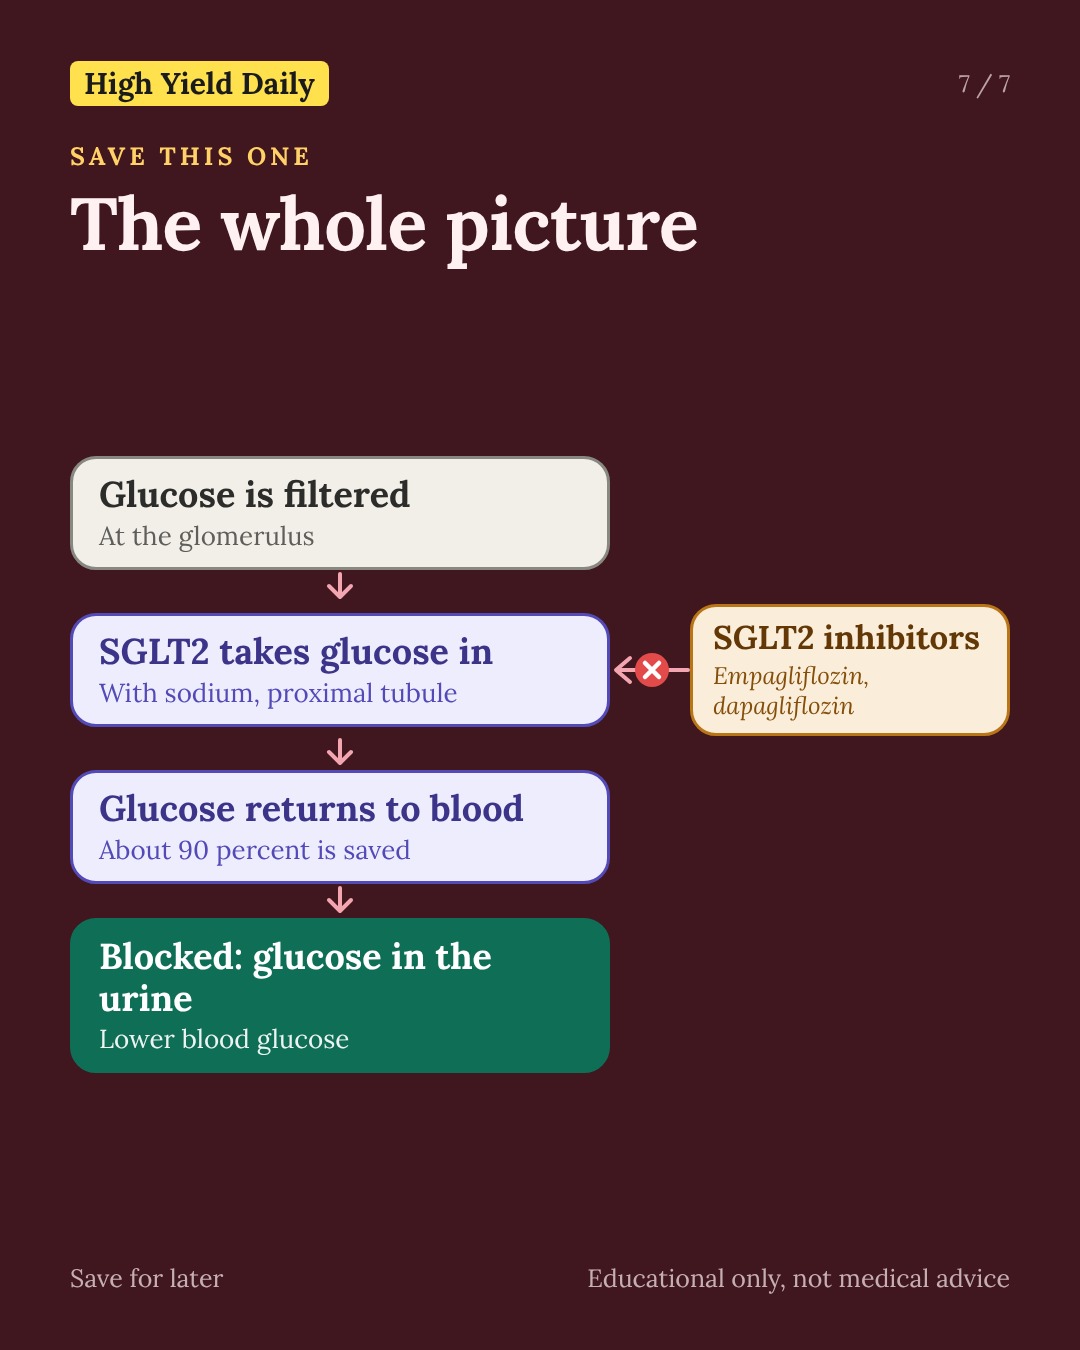 High Yield Daily
7 / 7
SAVE THIS ONE
The whole picture
Glucose is filtered
At the glomerulus
SGLT2 takes glucose in
With sodium, proximal tubule
SGLT2 inhibitors
Empagliflozin,
dapagliflozin
Glucose returns to blood
About 90 percent is saved
Blocked: glucose in the
urine
Lower blood glucose
Save for later
Educational only, not medical advice